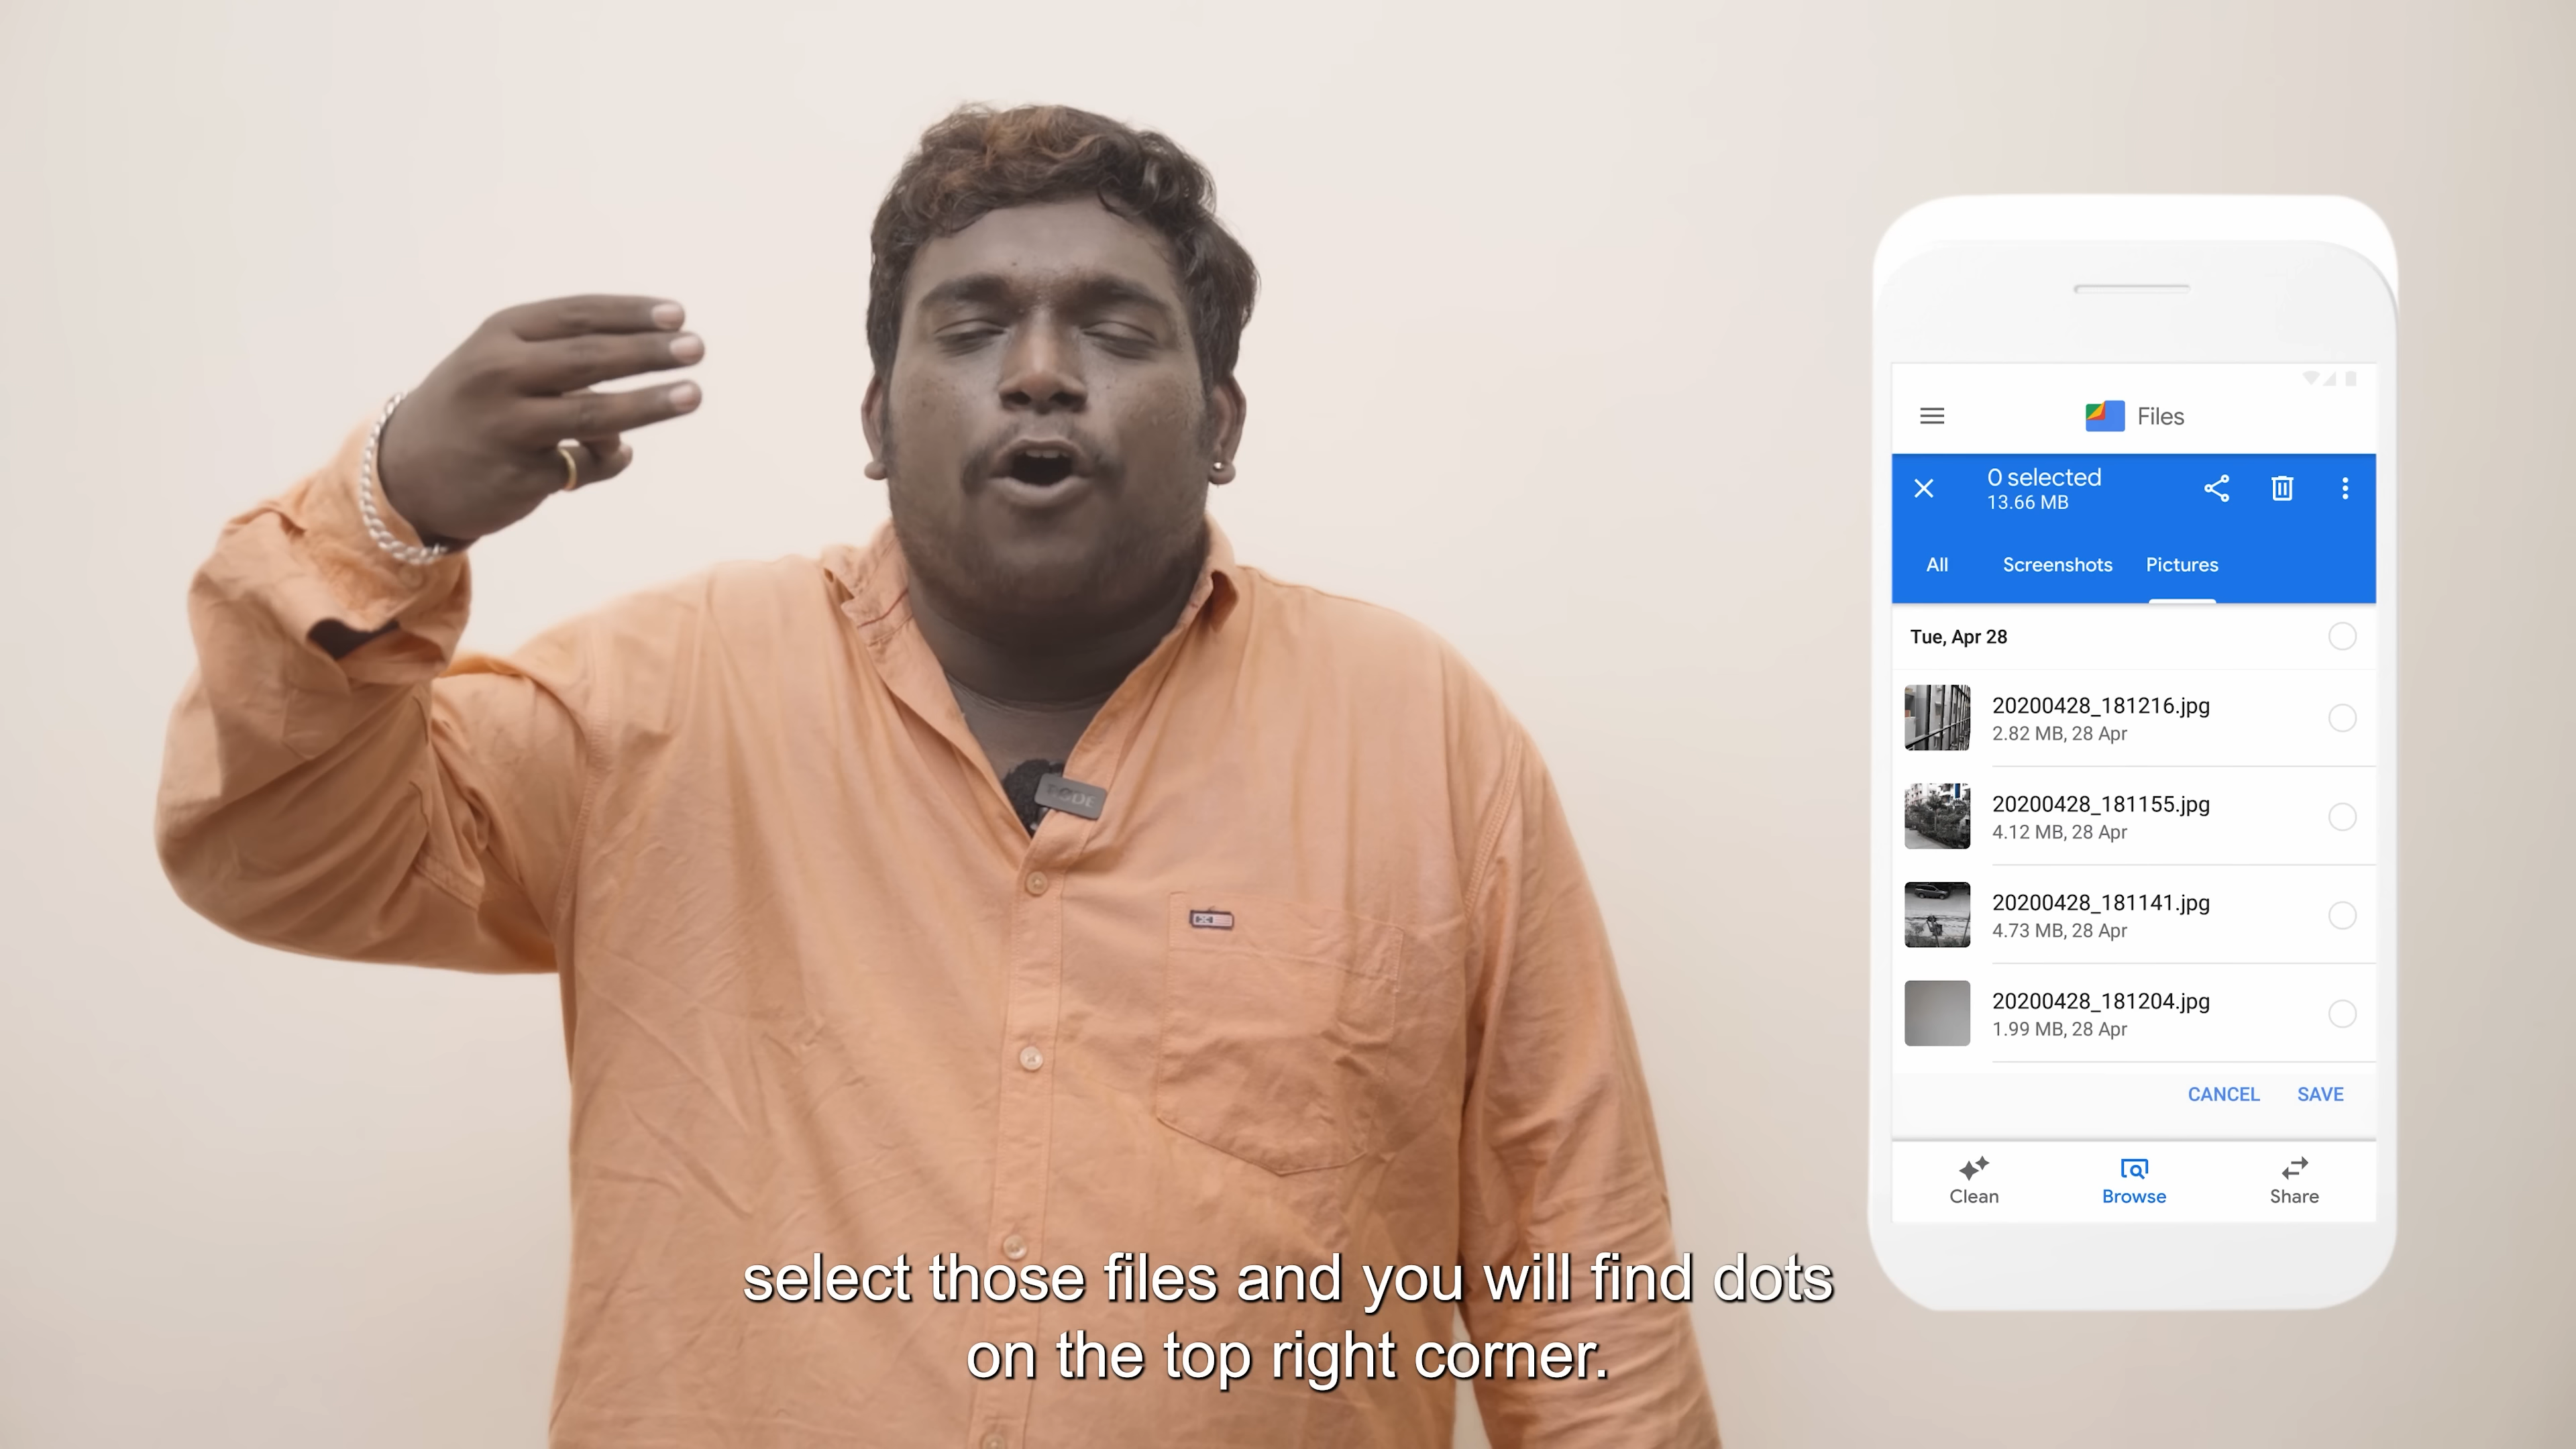 Files
0 selected
13.66 MB
All Screenshots Pictures
Tue, Apr 28
20200428_181216.jpg
2.82 MB, 28 Apr
20200428_181155.jpg
4.12 MB, 28 Apr
20200428_181141.jpg
4.73 MB, 28 Apr
20200428_181204.jpg
1.99 MB, 28 Apr
CANCEL SAVE
Clean Browse Share
RODE
select those files and you will find dots
on the top right corner.